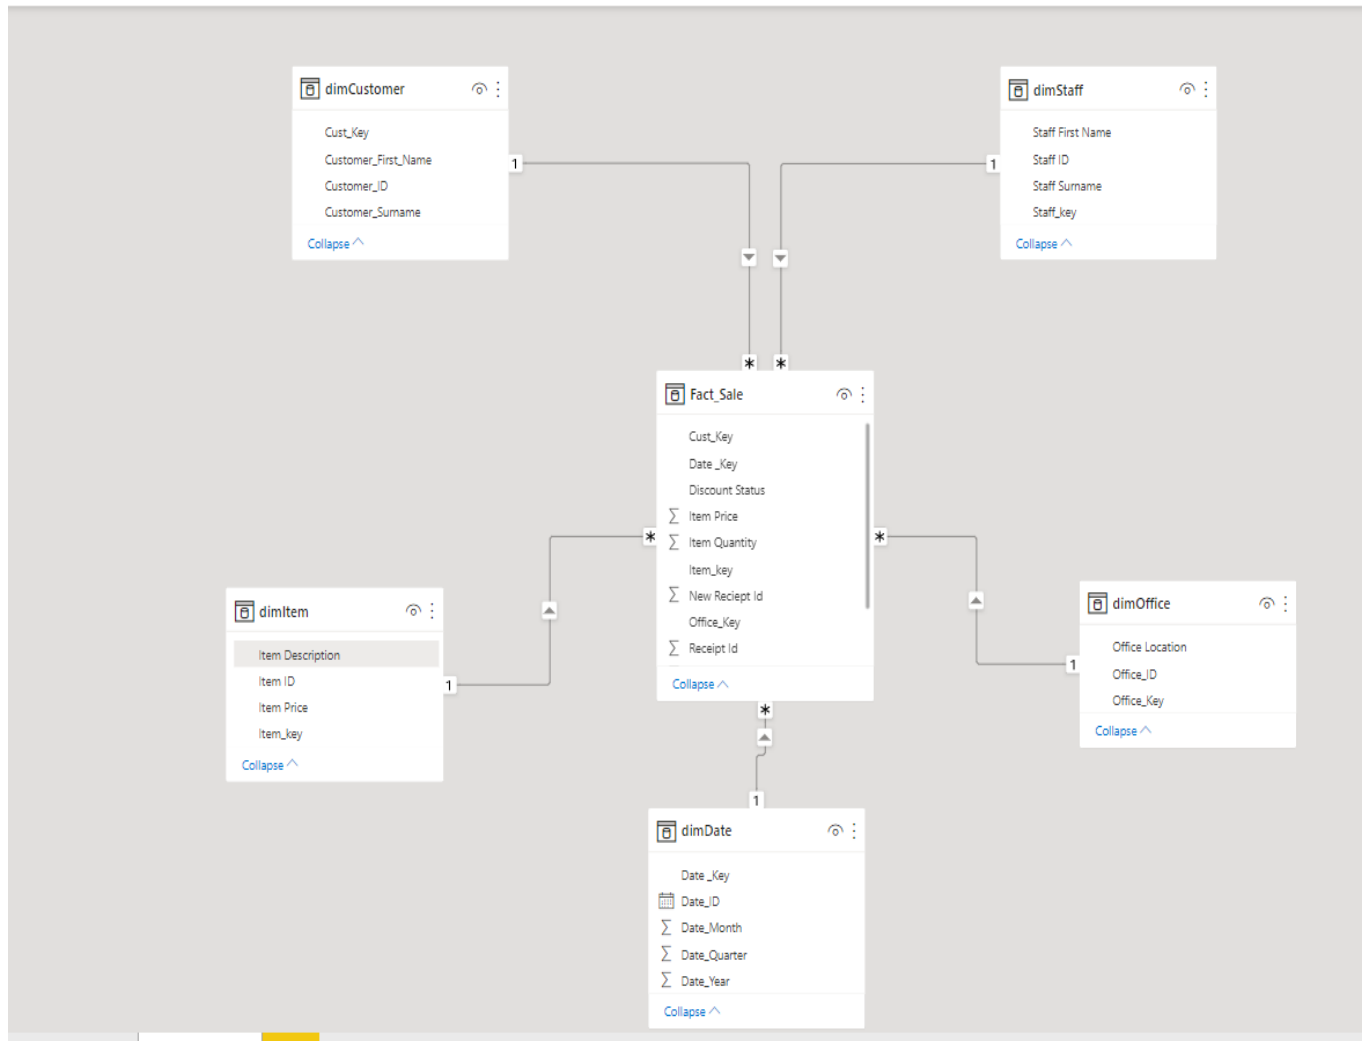 dimCustomer
Cust_Key
Customer_First_Name
Customer_ID
Customer_Surname
Collapse
1
dimStaff
Staff First Name
Staff ID
Staff Surname
Staff_key
Collapse
1
*
*
Fact_Sale
Cust_Key
Date _Key
Discount Status
Item Price
Item Quantity
Item_key
New Reciept Id
Office_Key
Receipt Id
Collapse
*
*
*
dimItem
Item Description
Item ID
Item Price
Item_key
Collapse
1
dimOffice
Office Location
Office_ID
Office_Key
Collapse
1
1
dimDate
Date _Key
Date_ID
Date_Month
Date_Quarter
Date_Year
Collapse